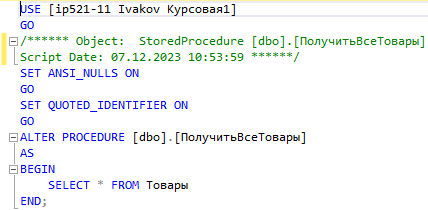 USE [ip521-11 Ivakov Курсовая1]
GO
/****** Object:  StoredProcedure [dbo].[ПолучитьВсеТовары]
Script Date: 07.12.2023 10:53:59 ******/
SET ANSI_NULLS ON
GO
SET QUOTED_IDENTIFIER ON
GO
ALTER PROCEDURE [dbo].[ПолучитьВсеТовары]
AS
BEGIN
    SELECT * FROM Товары
END;